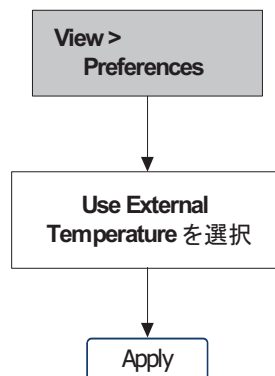 View >
Preferences
Use External
Temperature を選択
Apply